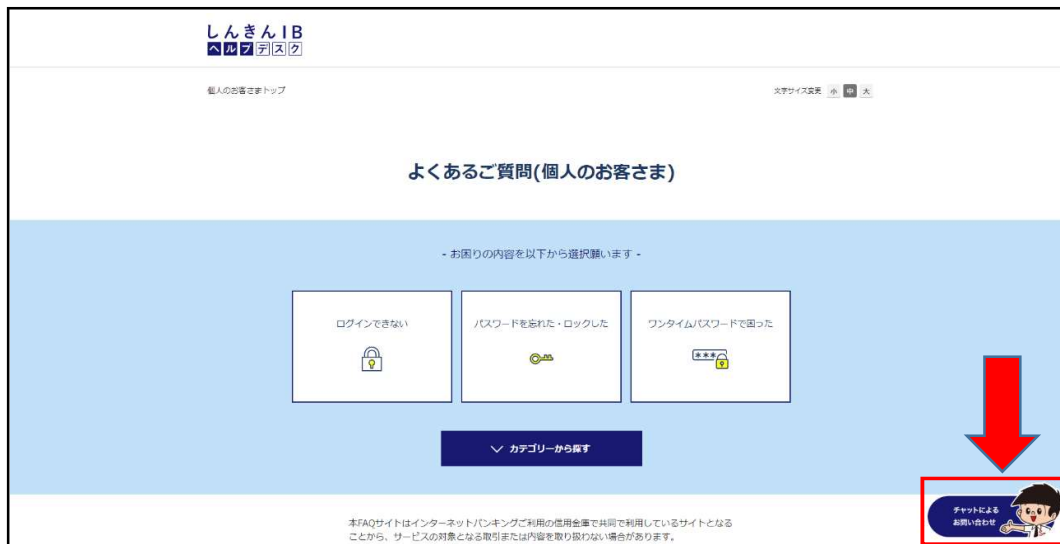 しんきんIB
ヘルプデスク
個人のお客さまトップ
文字サイズ変更 小 中 大
よくあるご質問(個人のお客さま)
- お困りの内容を以下から選択願います -
ログインできない
パスワードを忘れた・ロックした
ワンタイムパスワードで困った
***
カテゴリーから探す
チャットによる
お問い合わせ
本FAQサイトはインターネットバンキングご利用の信用金庫で共同で利用しているサイトとなる
ことから、サービスの対象となる取引または内容を取り扱わない場合があります。